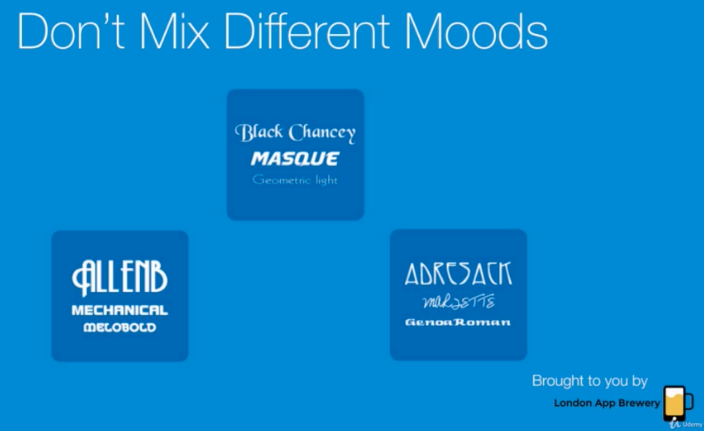 Don't Mix Different Moods
Black Chancey
MASQUE
Geometric light
ALLENB
MECHANICAL
MELOBOLD
ADRESACK
MARJETTE
GenoaRoman
Brought to you by
London App Brewery
Udemy